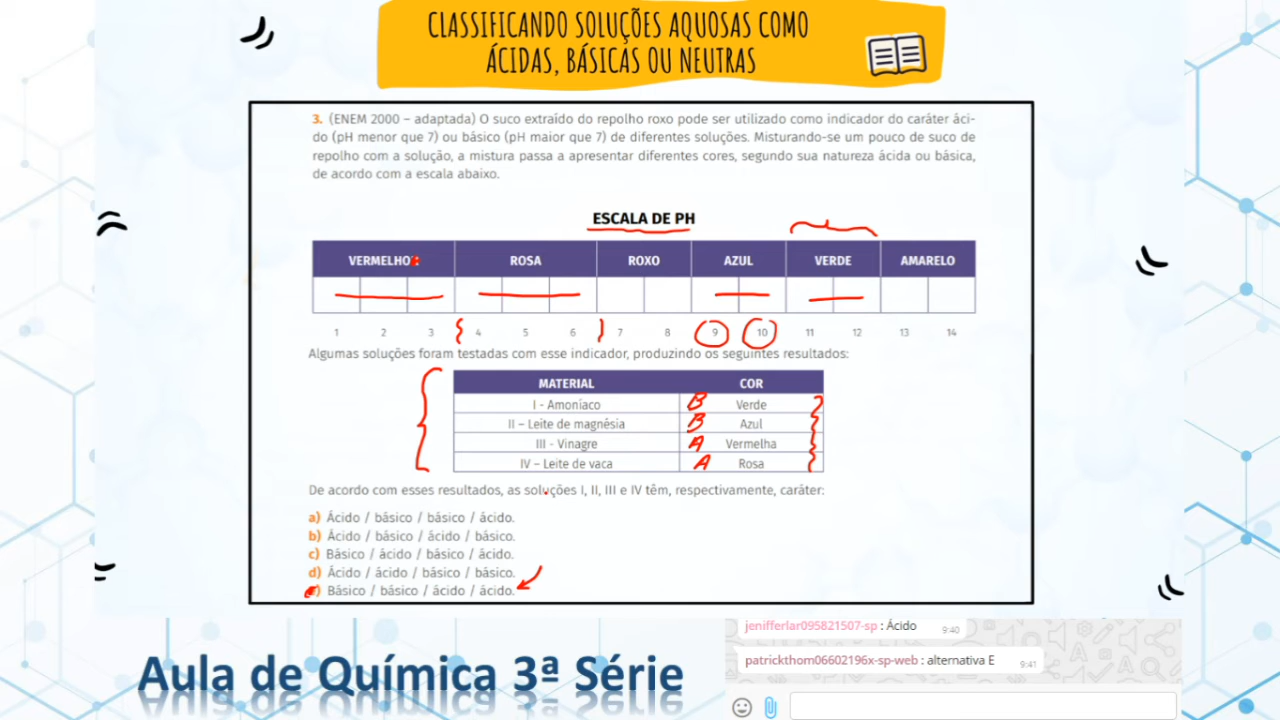 CLASSIFICANDO SOLUÇÕES AQUOSAS COMO
ÁCIDAS, BÁSICAS OU NEUTRAS
3. (ENEM 2000 – adaptada) O suco extraído do repolho roxo pode ser utilizado como indicador do caráter áci-
do (pH menor que 7) ou básico (pH maior que 7) de diferentes soluções. Misturando-se um pouco de suco de
repolho com a solução, a mistura passa a apresentar diferentes cores, segundo sua natureza ácida ou básica,
de acordo com a escala abaixo.
ESCALA DE PH
VERMELHO ROSA ROXO AZUL VERDE AMARELO
1 2 3 4 5 6 7 8 9 10 11 12 13 14
Algumas soluções foram testadas com esse indicador, produzindo os seguintes resultados:
MATERIAL COR
I - Amoníaco B Verde
II – Leite de magnésia B Azul
III - Vinagre A Vermelha
IV – Leite de vaca A Rosa
De acordo com esses resultados, as soluções I, II, III e IV têm, respectivamente, caráter:
a) Ácido / básico / básico / ácido.
b) Ácido / básico / ácido / básico.
c) Básico / ácido / básico / ácido.
d) Ácido / ácido / básico / básico.
) Básico / básico / ácido / ácido.
Aula de Química 3ª Série
jenifferlar095821507-sp : Ácido 9:40
patrickthom06602196x-sp-web : alternativa E 9:41